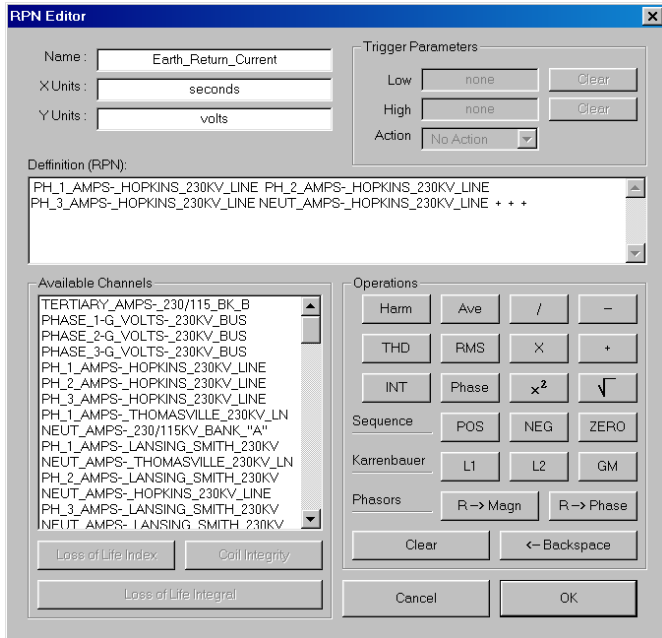 RPN Editor
Name : Earth_Return_Current
X Units : seconds
Y Units : volts
Trigger Parameters
Low none Clear
High none Clear
Action No Action
Deffinition (RPN):
PH_1_AMPS-_HOPKINS_230KV_LINE PH_2_AMPS-_HOPKINS_230KV_LINE
PH_3_AMPS-_HOPKINS_230KV_LINE NEUT_AMPS-_HOPKINS_230KV_LINE + + +
Available Channels
TERTIARY_AMPS-_230/115_BK_B
PHASE_1-G_VOLTS-_230KV_BUS
PHASE_2-G_VOLTS-_230KV_BUS
PHASE_3-G_VOLTS-_230KV_BUS
PH_1_AMPS-_HOPKINS_230KV_LINE
PH_2_AMPS-_HOPKINS_230KV_LINE
PH_3_AMPS-_HOPKINS_230KV_LINE
PH_1_AMPS-_THOMASVILLE_230KV_LN
NEUT_AMPS-_230/115KV_BANK_"A"
PH_1_AMPS-_LANSING_SMITH_230KV
NEUT_AMPS-_THOMASVILLE_230KV_LN
PH_2_AMPS-_LANSING_SMITH_230KV
NEUT_AMPS-_HOPKINS_230KV_LINE
PH_3_AMPS-_LANSING_SMITH_230KV
NEUT_AMPS-_LANSING_SMITH_230KV
Loss of Life Index Coil Integrity
Loss of Life Integral
Operations
Harm Ave / −
THD RMS X +
INT Phase x² √
Sequence POS NEG ZERO
Karrenbauer L1 L2 GM
Phasors R−> Magn R−> Phase
Clear <− Backspace
Cancel OK